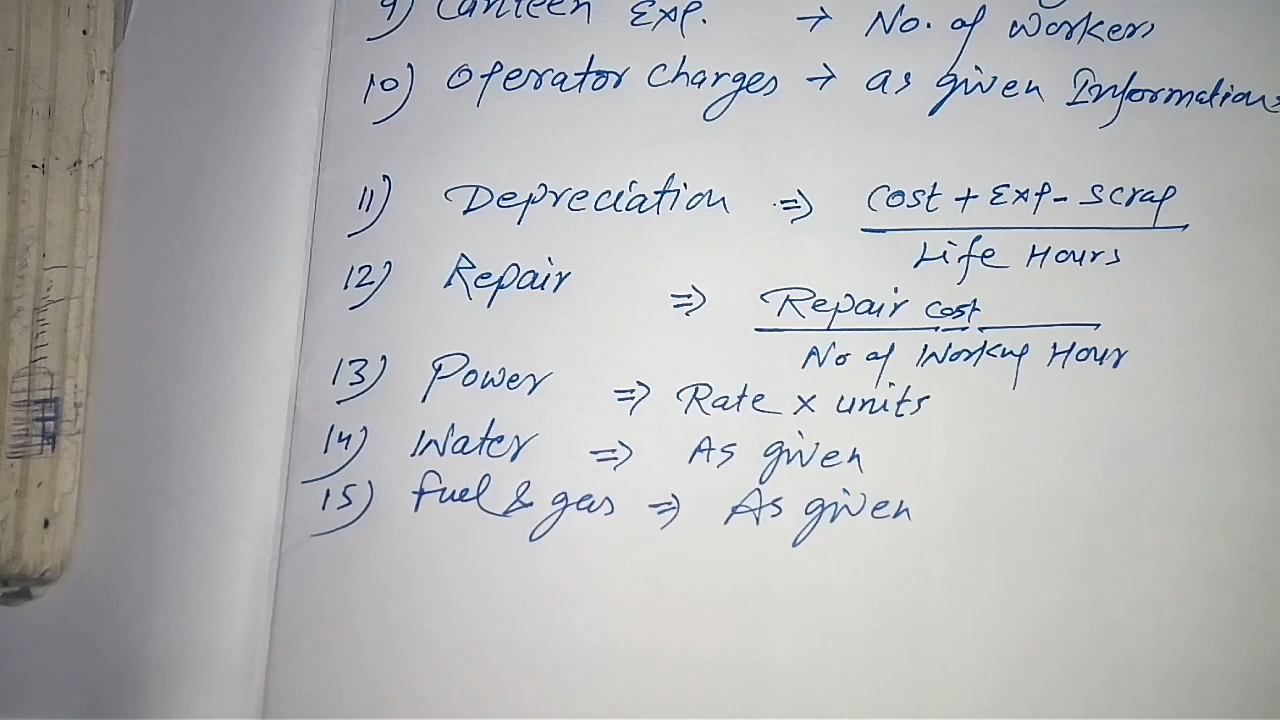 9) Canteen Exp. → No. of workers
10) Operator charges → as given Informations
11) Depreciation ⇒ Cost + Exp - Scrap
Life Hours
12) Repair ⇒ Repair cost
No of Working Hour
13) Power ⇒ Rate x units
14) Water ⇒ As given
15) fuel & gas ⇒ As given